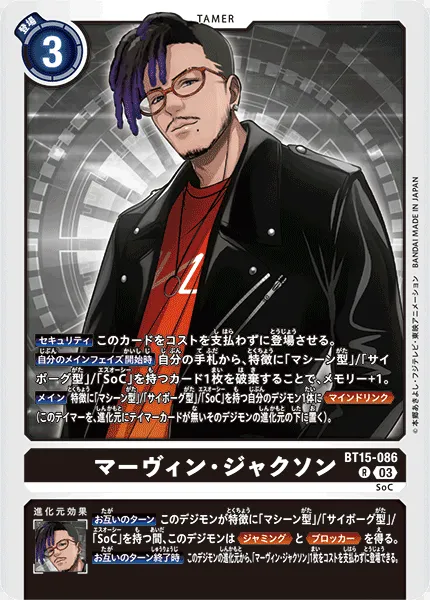 TAMER
登場
3
セキュリティ このカードをコストを支払わずに登場させる。
自分のメインフェイズ開始時 自分の手札から、特徴に「マシーン型」/「サイ
ボーグ型」/「SoC」を持つカード1枚を破棄することで、メモリー+1。
メイン 特徴に「マシーン型」/「サイボーグ型」/「SoC」を持つ自分のデジモン1体に マインドリンク
(このテイマーを、進化元にテイマーカードが無いそのデジモンの進化元の下に置く)。
©本郷あきよし・フジテレビ・東映アニメーション BANDAI MADE IN JAPAN
マーヴィン・ジャクソン
BT15-086
R 03
SoC
進化元効果
お互いのターン このデジモンが特徴に「マシーン型」/「サイボーグ型」/
「SoC」を持つ間、このデジモンは ジャミング と ブロッカー を得る。
お互いのターン終了時 このデジモンの進化元から、「マーヴィン・ジャクソン」1枚をコストを支払わずに登場できる。